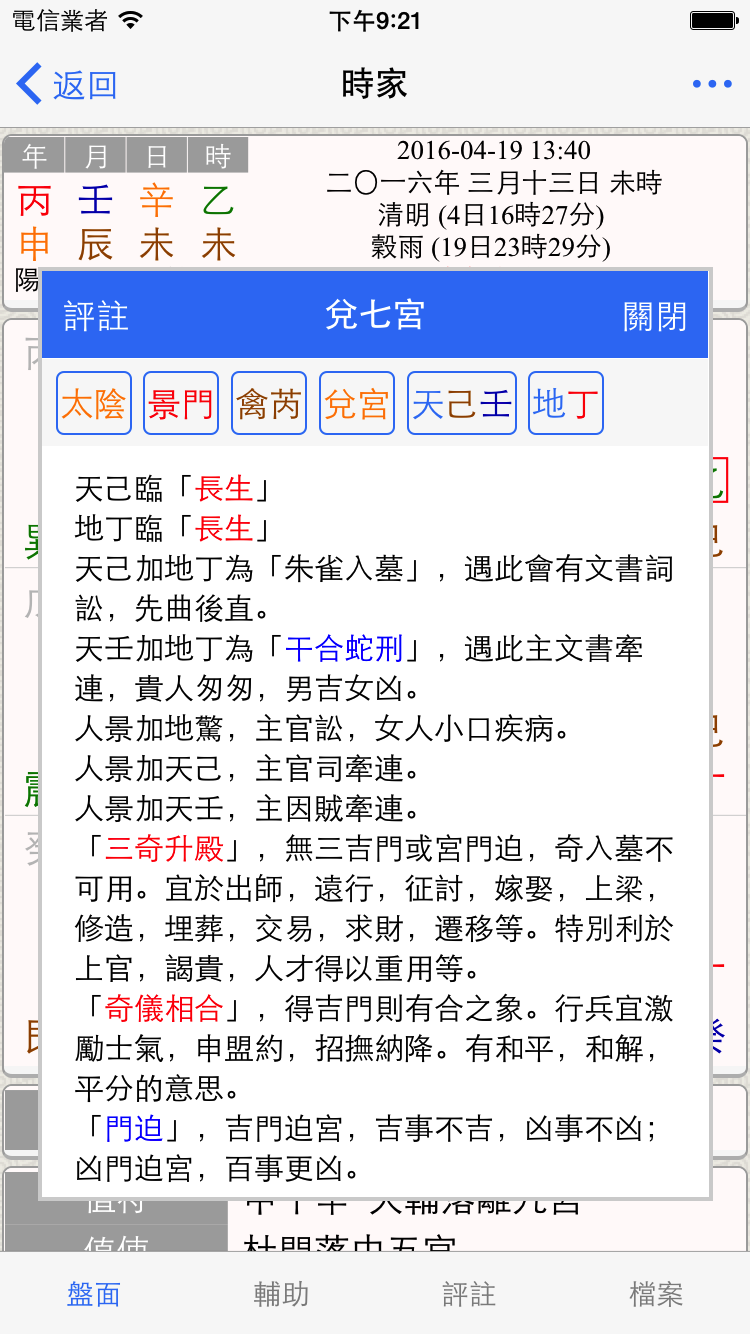 電信業者 下午9:21
返回 時家
年 月 日 時
丙 壬 辛 乙
申 辰 未 未
陽
2016-04-19 13:40
二〇一六年 三月十三日 未時
清明 (4日16時27分)
穀雨 (19日23時29分)
評註 兌七宮 關閉
太陰 景門 禽芮 兌宮 天己壬 地丁
天己臨「長生」
地丁臨「長生」
天己加地丁為「朱雀入墓」，遇此會有文書詞
訟，先曲後直。
天壬加地丁為「干合蛇刑」，遇此主文書牽
連，貴人匆匆，男吉女凶。
人景加地驚，主官訟，女人小口疾病。
人景加天己，主官司牽連。
人景加天壬，主因賊牽連。
「三奇升殿」，無三吉門或宮門迫，奇入墓不
可用。宜於出師，遠行，征討，嫁娶，上梁，
修造，埋葬，交易，求財，遷移等。特別利於
上官，謁貴，人才得以重用等。
「奇儀相合」，得吉門則有合之象。行兵宜激
勵士氣，申盟約，招撫納降。有和平，和解，
平分的意思。
「門迫」，吉門迫宮，吉事不吉，凶事不凶；
凶門迫宮，百事更凶。
值使 杜門落中五宮
盤面 輔助 評註 檔案